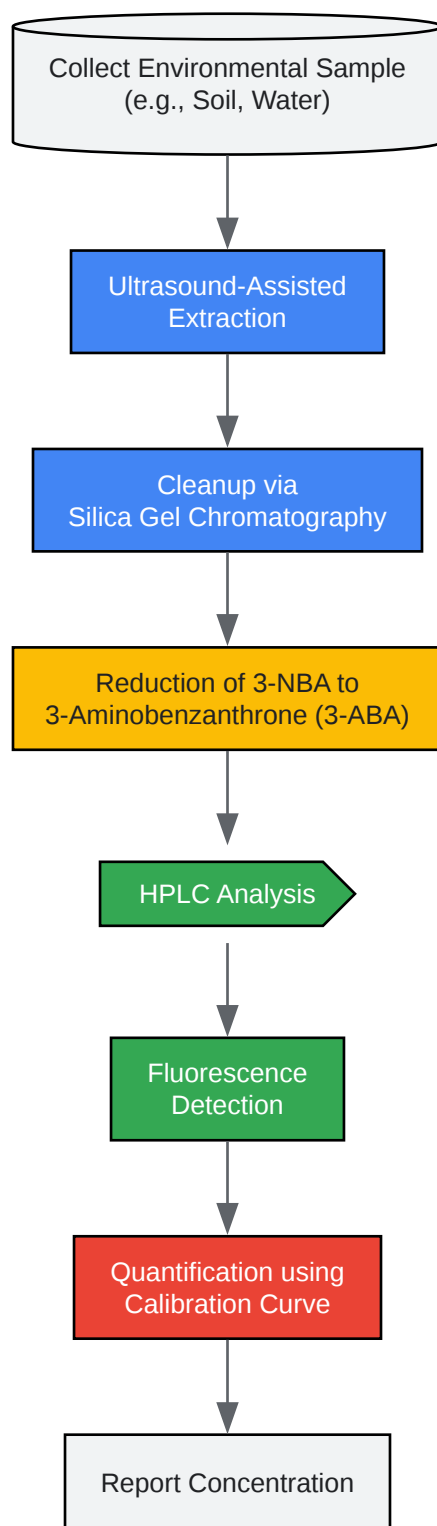 Collect Environmental Sample
(e.g., Soil, Water)
Ultrasound-Assisted
Extraction
Cleanup via
Silica Gel Chromatography
Reduction of 3-NBA to
3-Aminobenzanthrone (3-ABA)
HPLC Analysis
Fluorescence
Detection
Quantification using
Calibration Curve
Report Concentration